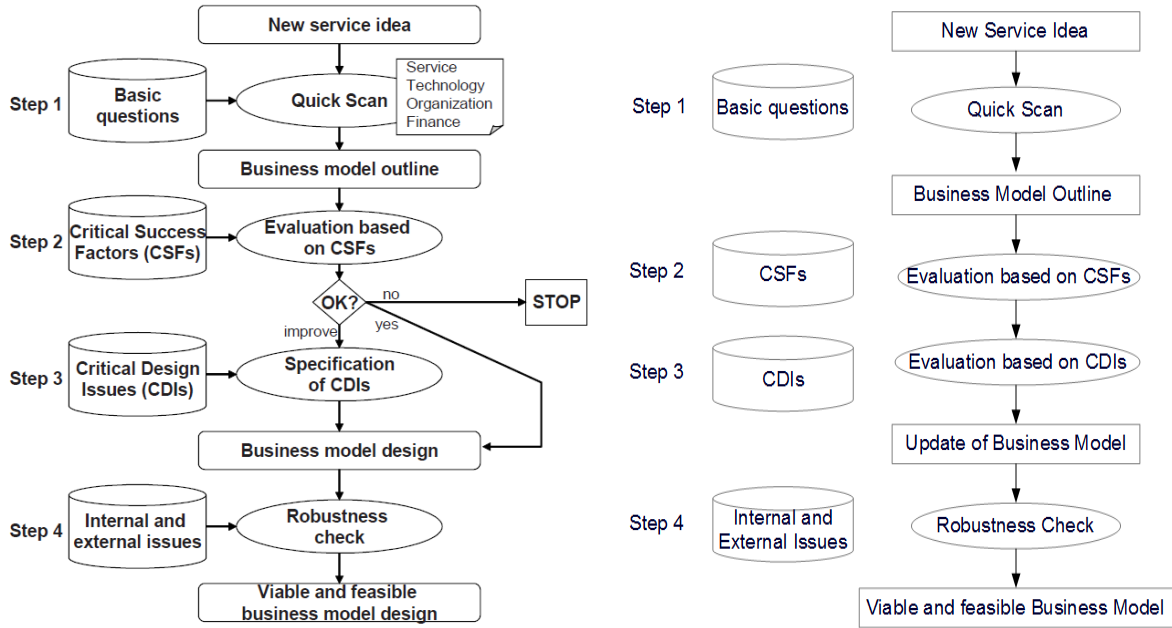 New service idea
Service
Technology
Organization
Finance
Step 1
Basic
questions
Quick Scan
Business model outline
Step 2
Critical Success
Factors (CSFs)
Evaluation based
on CSFs
OK?
no
STOP
improve
yes
Step 3
Critical Design
Issues (CDIs)
Specification
of CDIs
Business model design
Step 4
Internal and
external issues
Robustness
check
Viable and feasible
business model design
New Service Idea
Step 1
Basic questions
Quick Scan
Business Model Outline
Step 2
CSFs
Evaluation based on CSFs
Step 3
CDIs
Evaluation based on CDIs
Update of Business Model
Step 4
Internal and
External Issues
Robustness Check
Viable and feasible Business Model